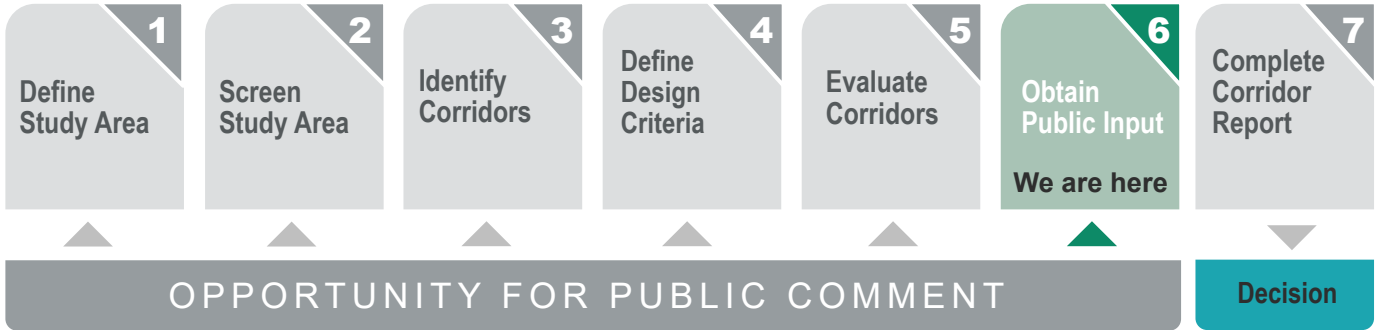 1
Define
Study Area
2
Screen
Study Area
3
Identify
Corridors
4
Define
Design
Criteria
5
Evaluate
Corridors
6
Obtain
Public Input
We are here
7
Complete
Corridor
Report
OPPORTUNITY FOR PUBLIC COMMENT
Decision